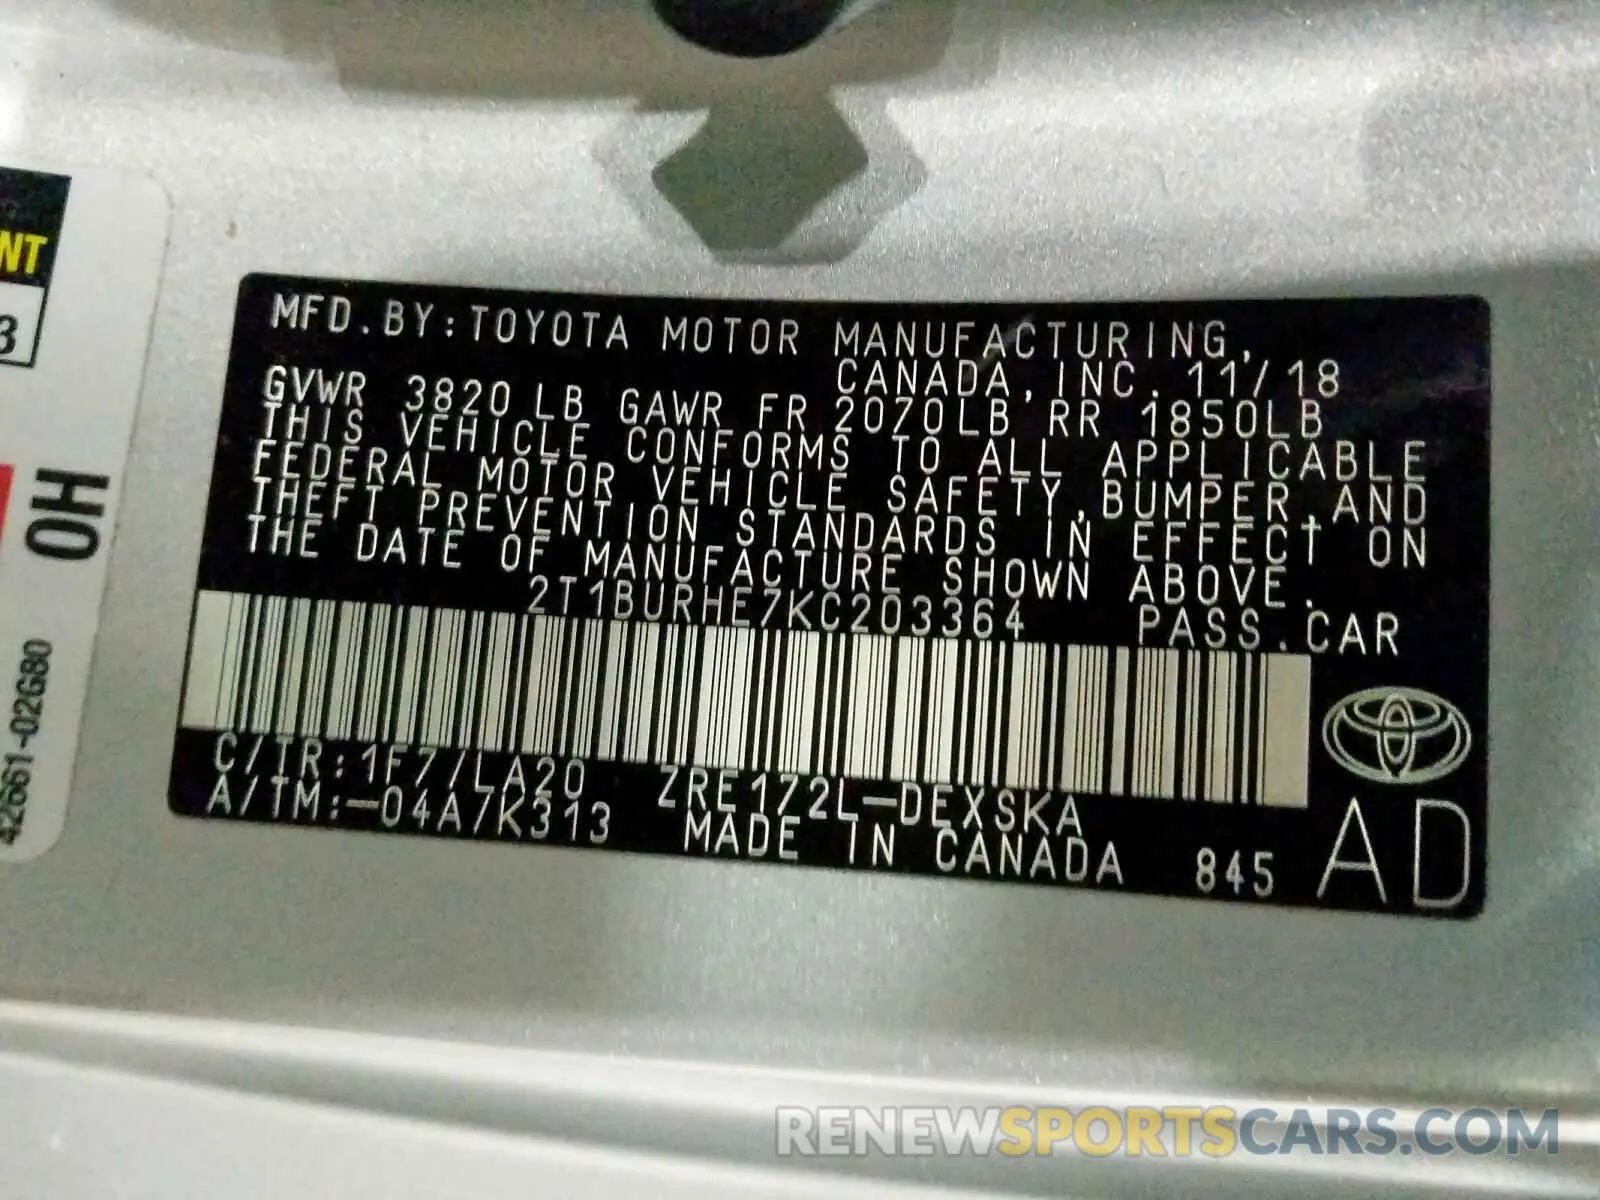 MFD.BY:TOYOTA MOTOR MANUFACTURING,
CANADA,INC. 11/18
GVWR 3820LB GAWR FR 2070LB RR 1850LB
THIS VEHICLE CONFORMS TO ALL APPLICABLE
FEDERAL MOTOR VEHICLE SAFETY,BUMPER,AND
THEFT PREVENTION STANDARDS IN EFFECT ON
THE DATE OF MANUFACTURE SHOWN ABOVE.
2T1BURHE7KC203364 PASS.CAR
C/TR:1F7/LA20 ZRE172L-DEXSKA
A/TM:-04A7K313 MADE IN CANADA 845
AD
NT
3
OH
42661-02G80
RENEWSPORTSCARS.COM